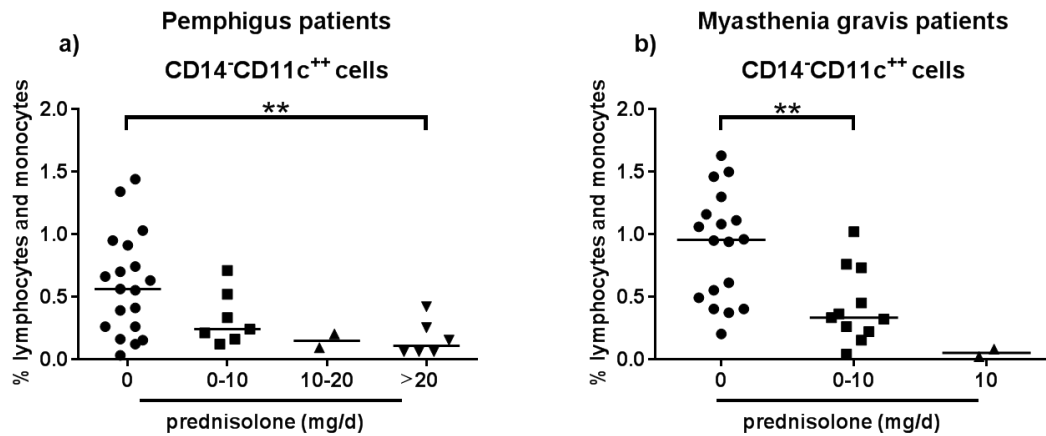 Pemphigus patients
a)
CD14⁻CD11c⁺⁺ cells
% lymphocytes and monocytes
2.0
1.5
1.0
0.5
0.0
**
0 0-10 10-20 >20
prednisolone (mg/d)
Myasthenia gravis patients
b)
CD14⁻CD11c⁺⁺ cells
% lymphocytes and monocytes
2.0
1.5
1.0
0.5
0.0
**
0 0-10 10
prednisolone (mg/d)